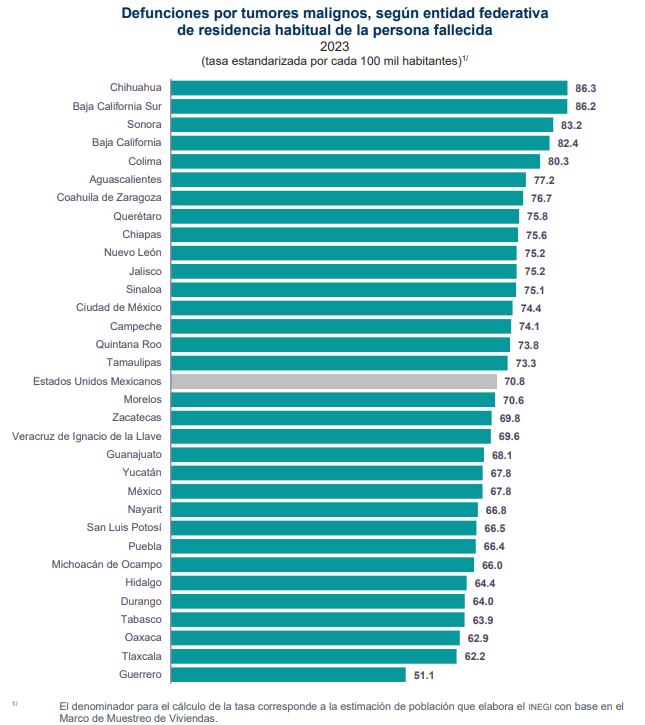 Defunciones por tumores malignos, según entidad federativa
de residencia habitual de la persona fallecida
2023
(tasa estandarizada por cada 100 mil habitantes)1/
Chihuahua 86.3
Baja California Sur 86.2
Sonora 83.2
Baja California 82.4
Colima 80.3
Aguascalientes 77.2
Coahuila de Zaragoza 76.7
Querétaro 75.8
Chiapas 75.6
Nuevo León 75.2
Jalisco 75.2
Sinaloa 75.1
Ciudad de México 74.4
Campeche 74.1
Quintana Roo 73.8
Tamaulipas 73.3
Estados Unidos Mexicanos 70.8
Morelos 70.6
Zacatecas 69.8
Veracruz de Ignacio de la Llave 69.6
Guanajuato 68.1
Yucatán 67.8
México 67.8
Nayarit 66.8
San Luis Potosí 66.5
Puebla 66.4
Michoacán de Ocampo 66.0
Hidalgo 64.4
Durango 64.0
Tabasco 63.9
Oaxaca 62.9
Tlaxcala 62.2
Guerrero 51.1
1/ El denominador para el cálculo de la tasa corresponde a la estimación de población que elabora el INEGI con base en el
Marco de Muestreo de Viviendas.